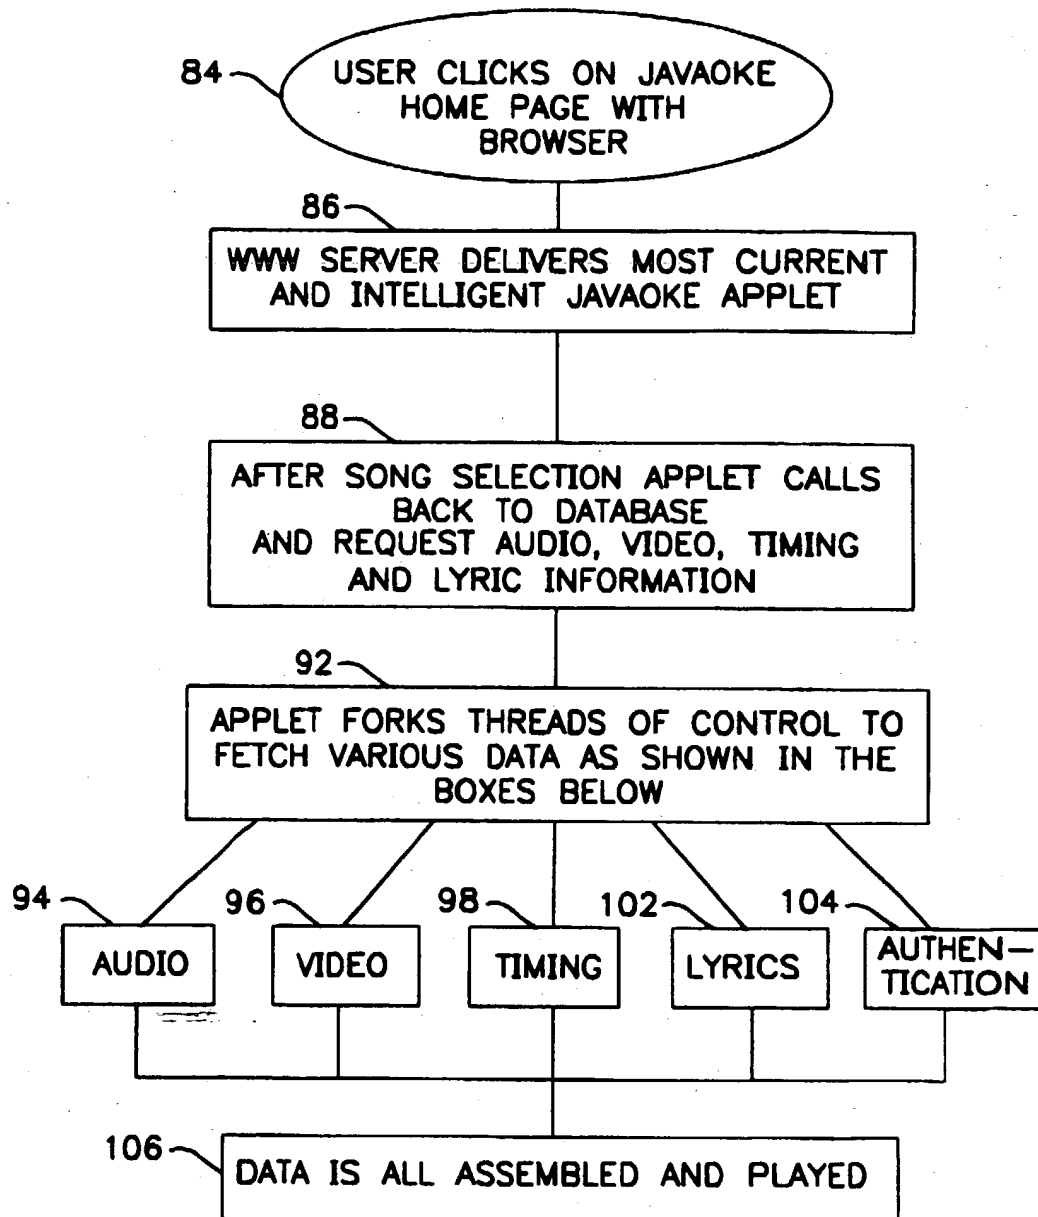 84
USER CLICKS ON JAVAOKE
HOME PAGE WITH
BROWSER
86
WWW SERVER DELIVERS MOST CURRENT
AND INTELLIGENT JAVAOKE APPLET
88
AFTER SONG SELECTION APPLET CALLS
BACK TO DATABASE
AND REQUEST AUDIO, VIDEO, TIMING
AND LYRIC INFORMATION
92
APPLET FORKS THREADS OF CONTROL TO
FETCH VARIOUS DATA AS SHOWN IN THE
BOXES BELOW
94
AUDIO
96
VIDEO
98
TIMING
102
LYRICS
104
AUTHEN-
TICATION
106
DATA IS ALL ASSEMBLED AND PLAYED